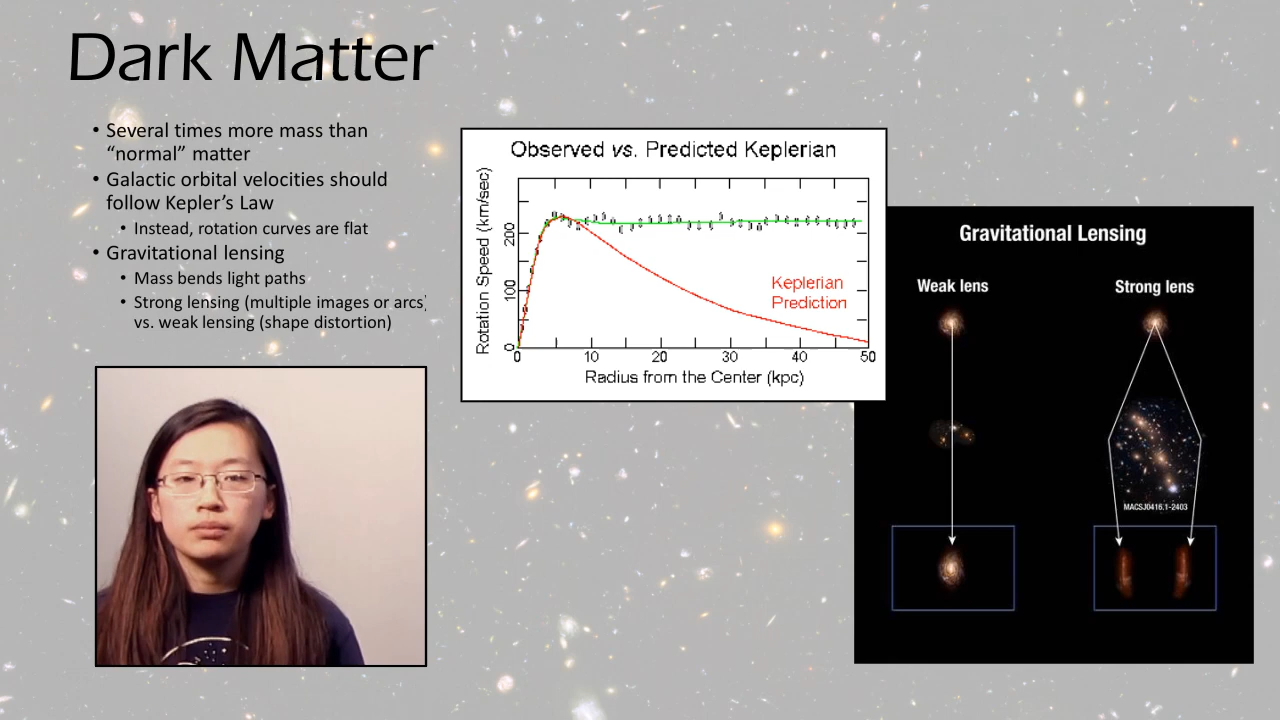 Dark Matter
• Several times more mass than
“normal” matter
• Galactic orbital velocities should
follow Kepler’s Law
• Instead, rotation curves are flat
• Gravitational lensing
• Mass bends light paths
• Strong lensing (multiple images or arcs)
vs. weak lensing (shape distortion)
Observed vs. Predicted Keplerian
Rotation Speed (km/sec)
200
100
0
Keplerian
Prediction
0 10 20 30 40 50
Radius from the Center (kpc)
Gravitational Lensing
Weak lens
Strong lens
MACSJ0416.1-2403